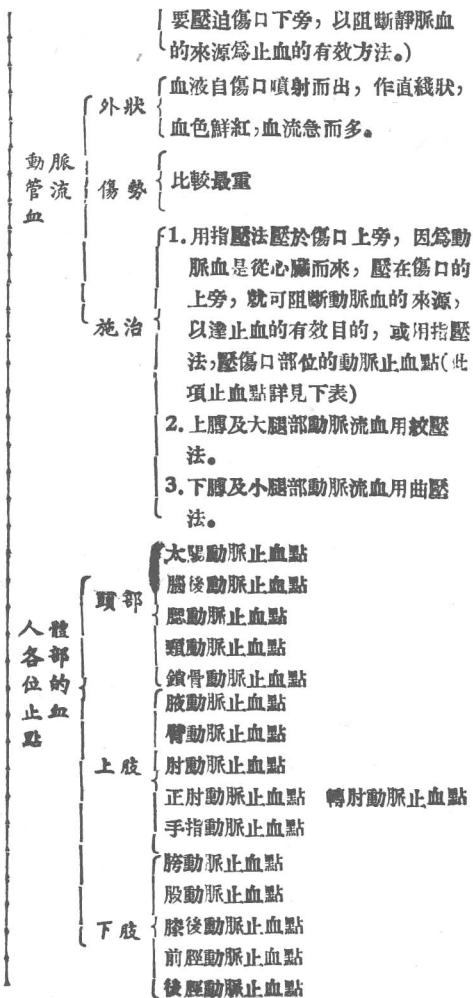 要壓迫傷口下旁，以阻斷靜脈血
的來源爲止血的有效方法。)
動脈管流血
外狀
血液自傷口噴射而出，作直綫狀，
血色鮮紅，血流急而多。
傷勢
比較最重
施治
1.用指壓法壓於傷口上旁，因爲動
脈血是從心臟而來，壓在傷口的
上旁，就可阻斷動脈血的來源，
以達止血的有效目的，或用指壓
法，壓傷口部位的動脈止血點(此
項止血點詳見下表)
2.上膊及大腿部動脈流血用絞壓
法。
3.下膊及小腿部動脈流血用曲壓
法。
人體各部位的止血點
頭部
太陽動脈止血點
腦後動脈止血點
腮動脈止血點
頸動脈止血點
鎖骨動脈止血點
上肢
腋動脈止血點
臂動脈止血點
肘動脈止血點
正肘動脈止血點　轉肘動脈止血點
手指動脈止血點
下肢
胯動脈止血點
股動脈止血點
膝後動脈止血點
前脛動脈止血點
後脛動脈止血點